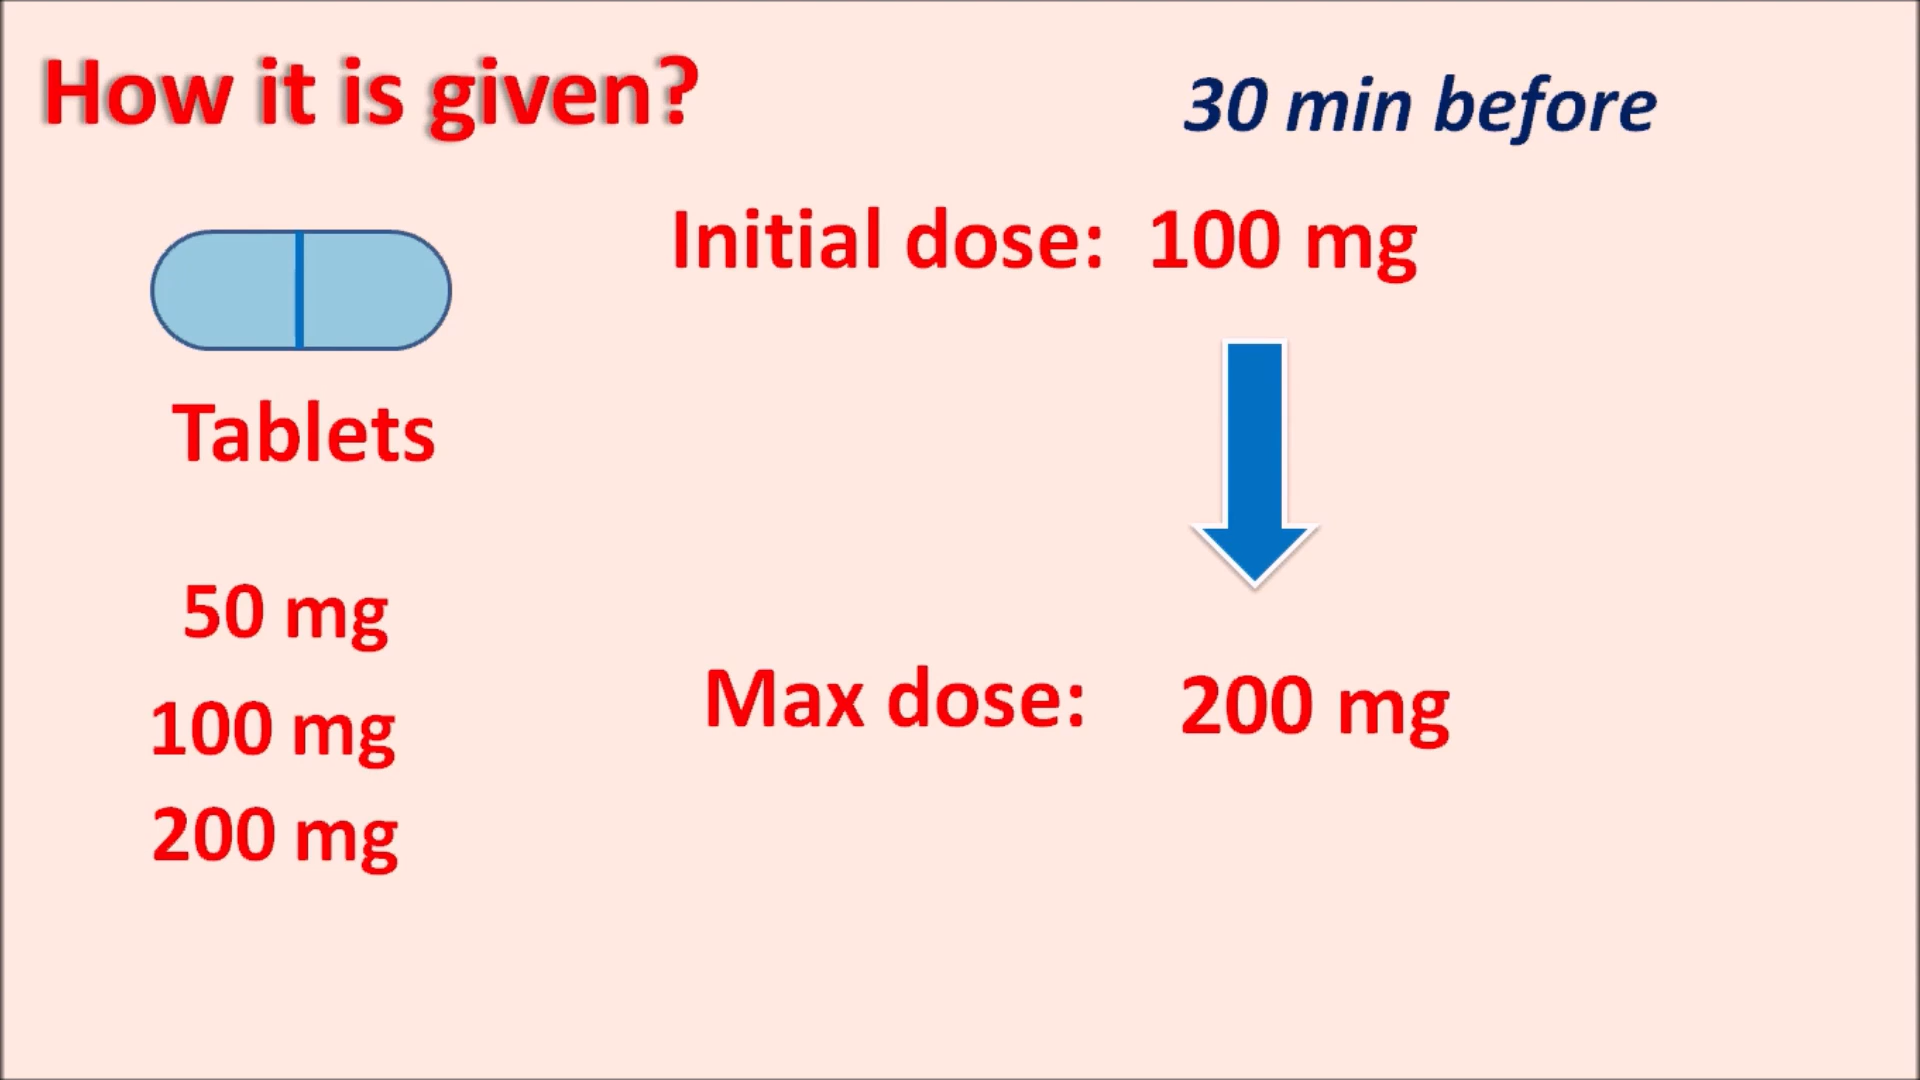 How it is given?
30 min before
Initial dose: 100 mg
Tablets
50 mg
100 mg
200 mg
Max dose: 200 mg